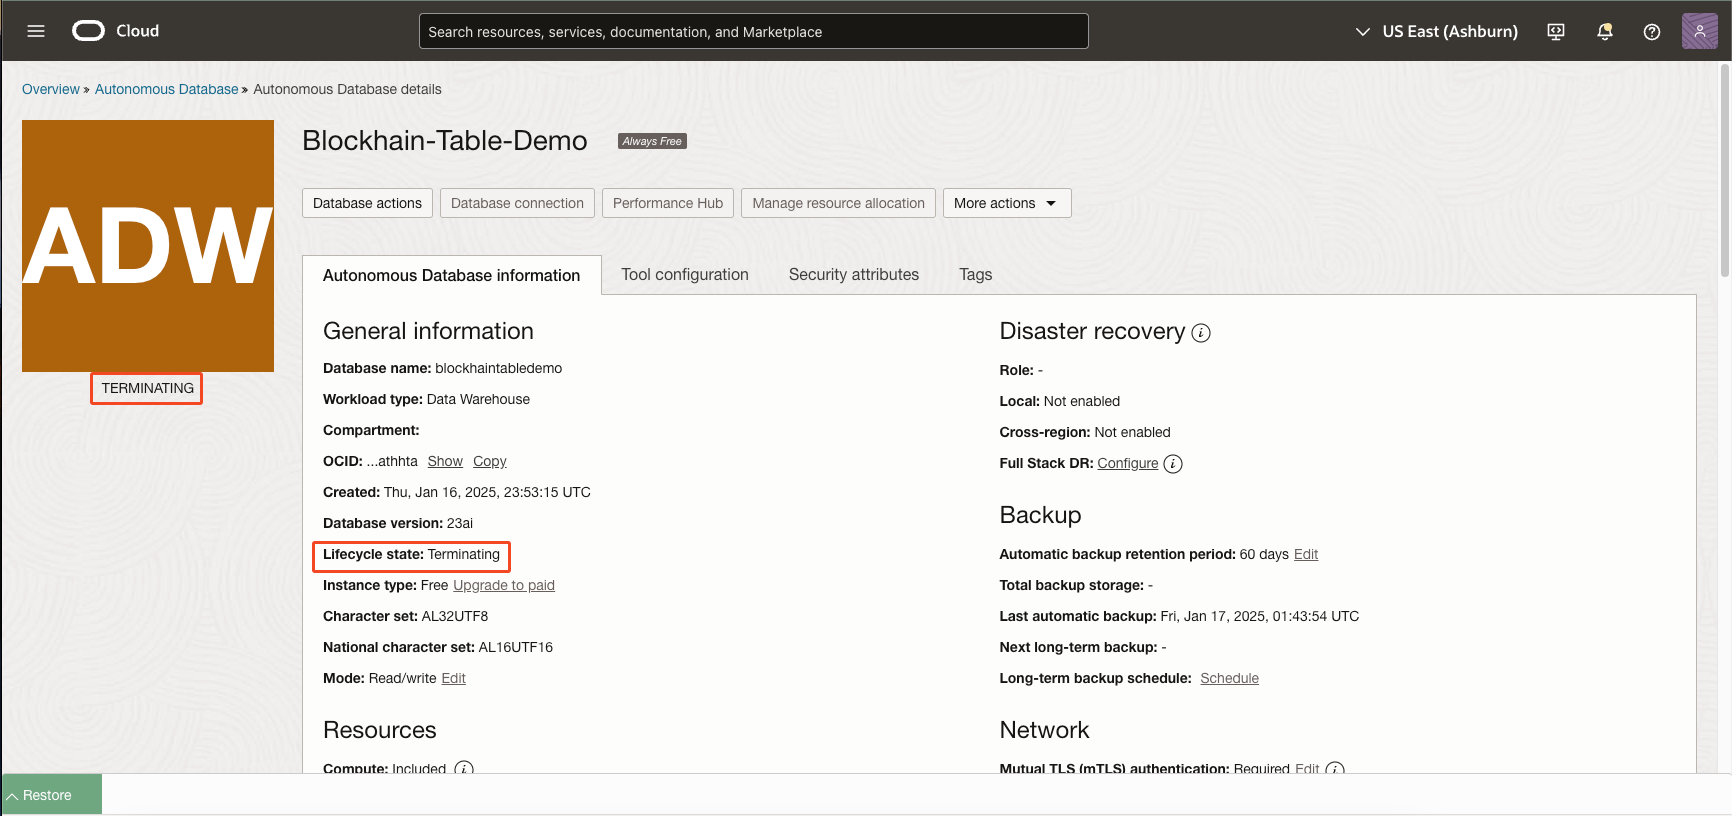 Cloud
Search resources, services, documentation, and Marketplace
US East (Ashburn)
Overview » Autonomous Database » Autonomous Database details
ADW
TERMINATING
Blockhain-Table-Demo Always Free
Database actions Database connection Performance Hub Manage resource allocation More actions
Autonomous Database information Tool configuration Security attributes Tags
General information
Database name: blockhaintabledemo
Workload type: Data Warehouse
Compartment:
OCID: ...athhta Show Copy
Created: Thu, Jan 16, 2025, 23:53:15 UTC
Database version: 23ai
Lifecycle state: Terminating
Instance type: Free Upgrade to paid
Character set: AL32UTF8
National character set: AL16UTF16
Mode: Read/write Edit
Resources
Compute: Included
Disaster recovery
Role: -
Local: Not enabled
Cross-region: Not enabled
Full Stack DR: Configure
Backup
Automatic backup retention period: 60 days Edit
Total backup storage: -
Last automatic backup: Fri, Jan 17, 2025, 01:43:54 UTC
Next long-term backup: -
Long-term backup schedule: Schedule
Network
Mutual TLS (mTLS) authentication: Required Edit
Restore